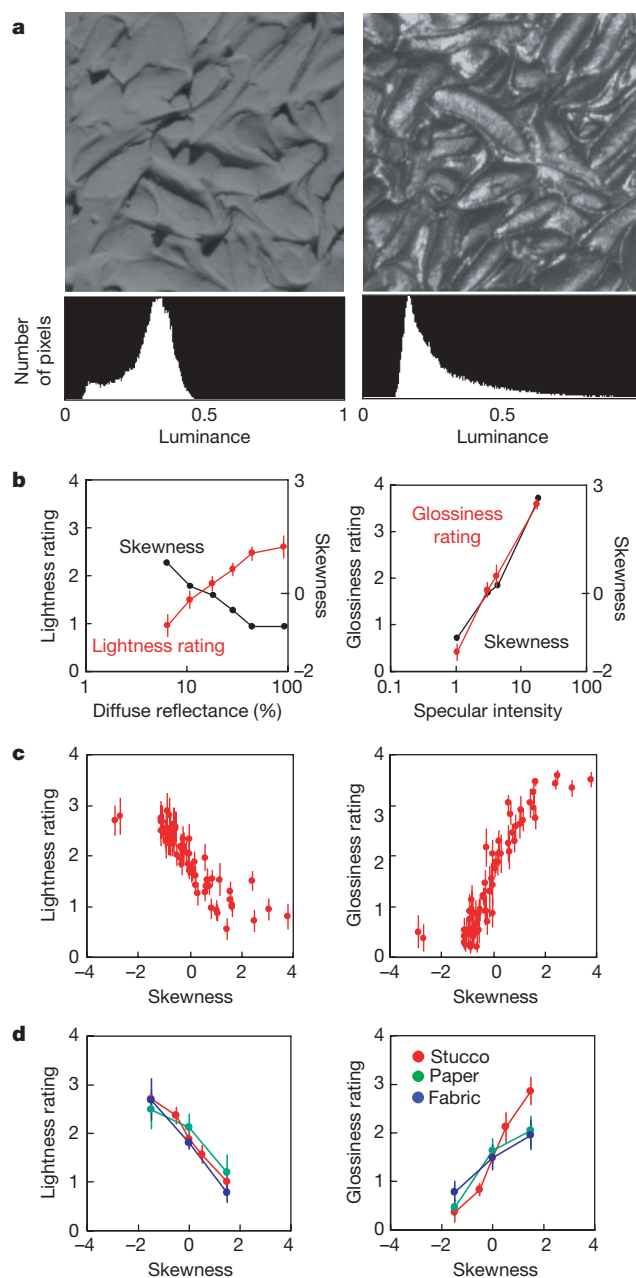 a
Number of pixels
0 0.5 1
Luminance
0 0.5
Luminance
b
Lightness rating
4
3
2
1
0
3
0
−2
Skewness
Skewness
Lightness rating
1 10 100
Diffuse reflectance (%)
Glossiness rating
4
3
2
1
0
3
0
−2
Skewness
Glossiness
rating
Skewness
0.1 1 10 100
Specular intensity
c
Lightness rating
4
3
2
1
0
−4 −2 0 2 4
Skewness
Glossiness rating
4
3
2
1
0
−4 −2 0 2 4
Skewness
d
Lightness rating
4
3
2
1
0
−4 −2 0 2 4
Skewness
Glossiness rating
4
3
2
1
0
Stucco
Paper
Fabric
−4 −2 0 2 4
Skewness